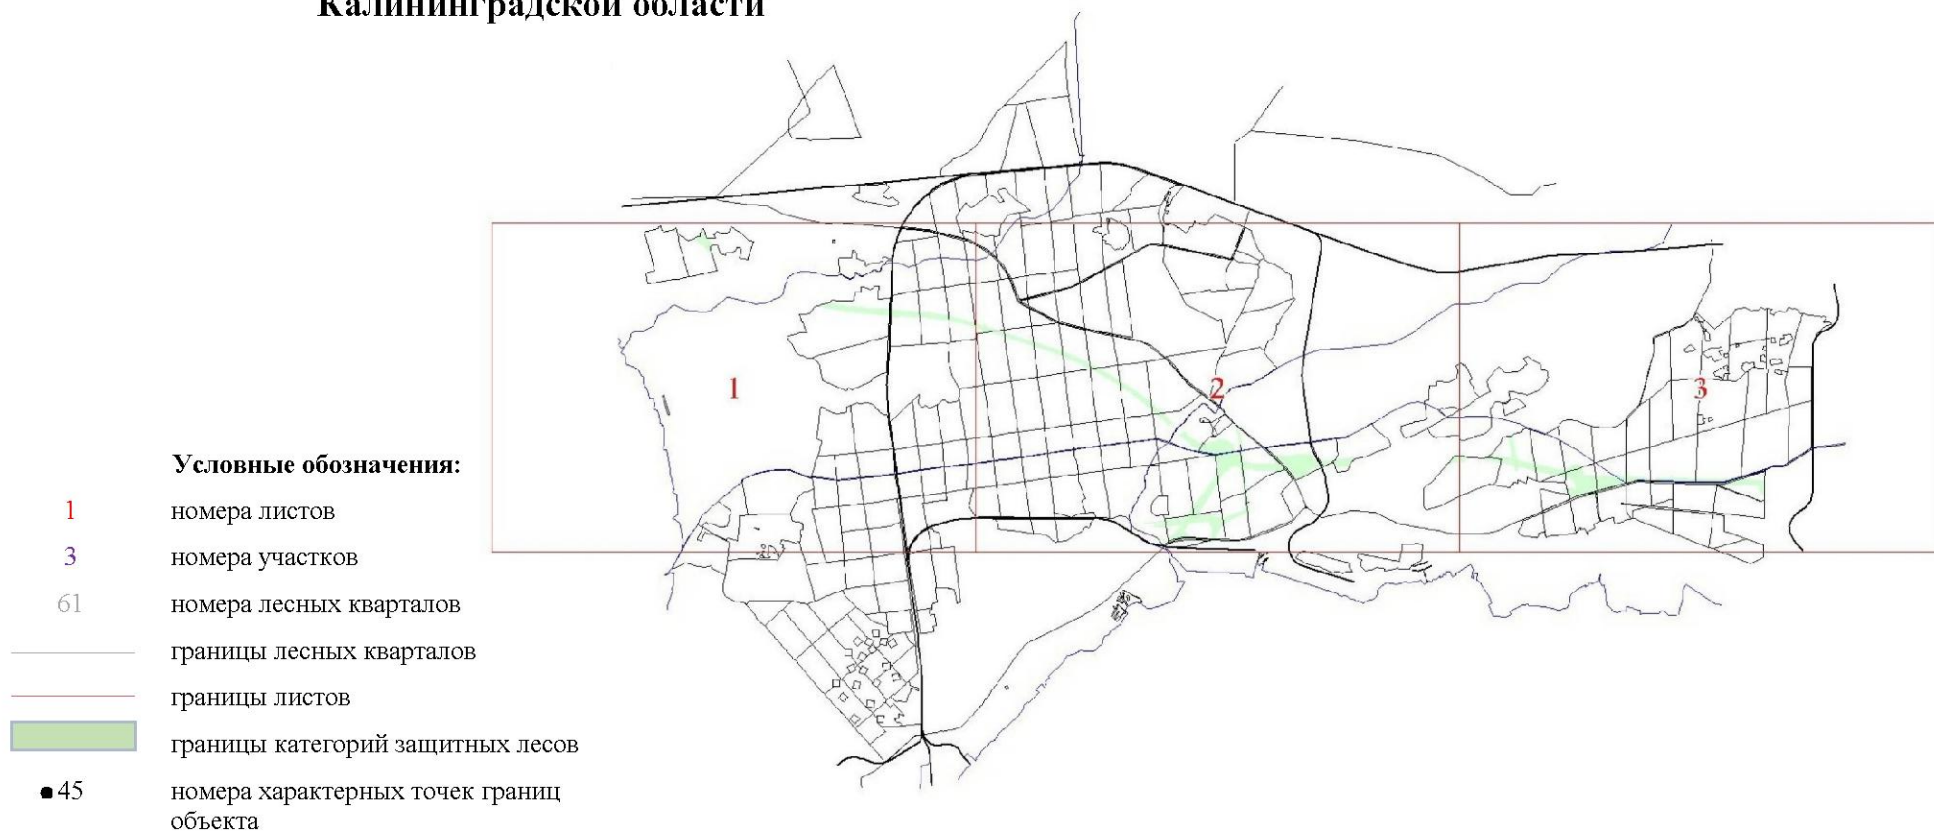 Калининградской области
1
2
3
Условные обозначения:
1 номера листов
3 номера участков
61 номера лесных кварталов
границы лесных кварталов
границы листов
границы категорий защитных лесов
45 номера характерных точек границ
объекта